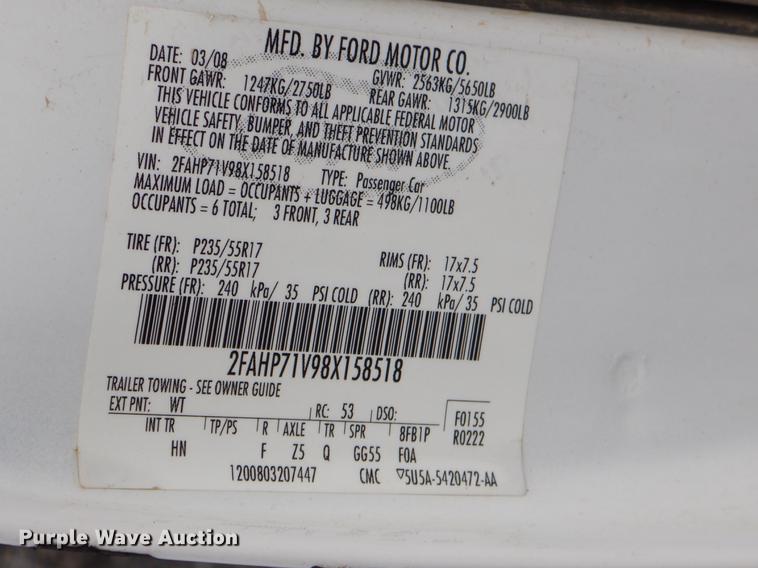 MFD. BY FORD MOTOR CO.
DATE: 03/08 GVWR: 2563KG/5650LB
FRONT GAWR: 1247KG/2750LB REAR GAWR: 1315KG/2900LB
THIS VEHICLE CONFORMS TO ALL APPLICABLE FEDERAL MOTOR
VEHICLE SAFETY, BUMPER, AND THEFT PREVENTION STANDARDS
IN EFFECT ON THE DATE OF MANUFACTURE SHOWN ABOVE.
VIN: 2FAHP71V98X158518 TYPE: Passenger Car
MAXIMUM LOAD = OCCUPANTS + LUGGAGE = 498KG/1100LB
OCCUPANTS = 6 TOTAL; 3 FRONT, 3 REAR
TIRE (FR): P235/55R17 RIMS (FR): 17x7.5
(RR): P235/55R17 (RR): 17x7.5
PRESSURE (FR): 240 kPa/ 35 PSI COLD (RR): 240 kPa/ 35 PSI COLD
2FAHP71V98X158518
TRAILER TOWING - SEE OWNER GUIDE
EXT PNT: WT RC: 53 DSO: F0155
INT TR TP/PS R AXLE TR SPR 8FB1P R0222
HN F Z5 Q GG55 F0A
1200803207447 CMC ▽5U5A-5420472-AA
Purple Wave Auction